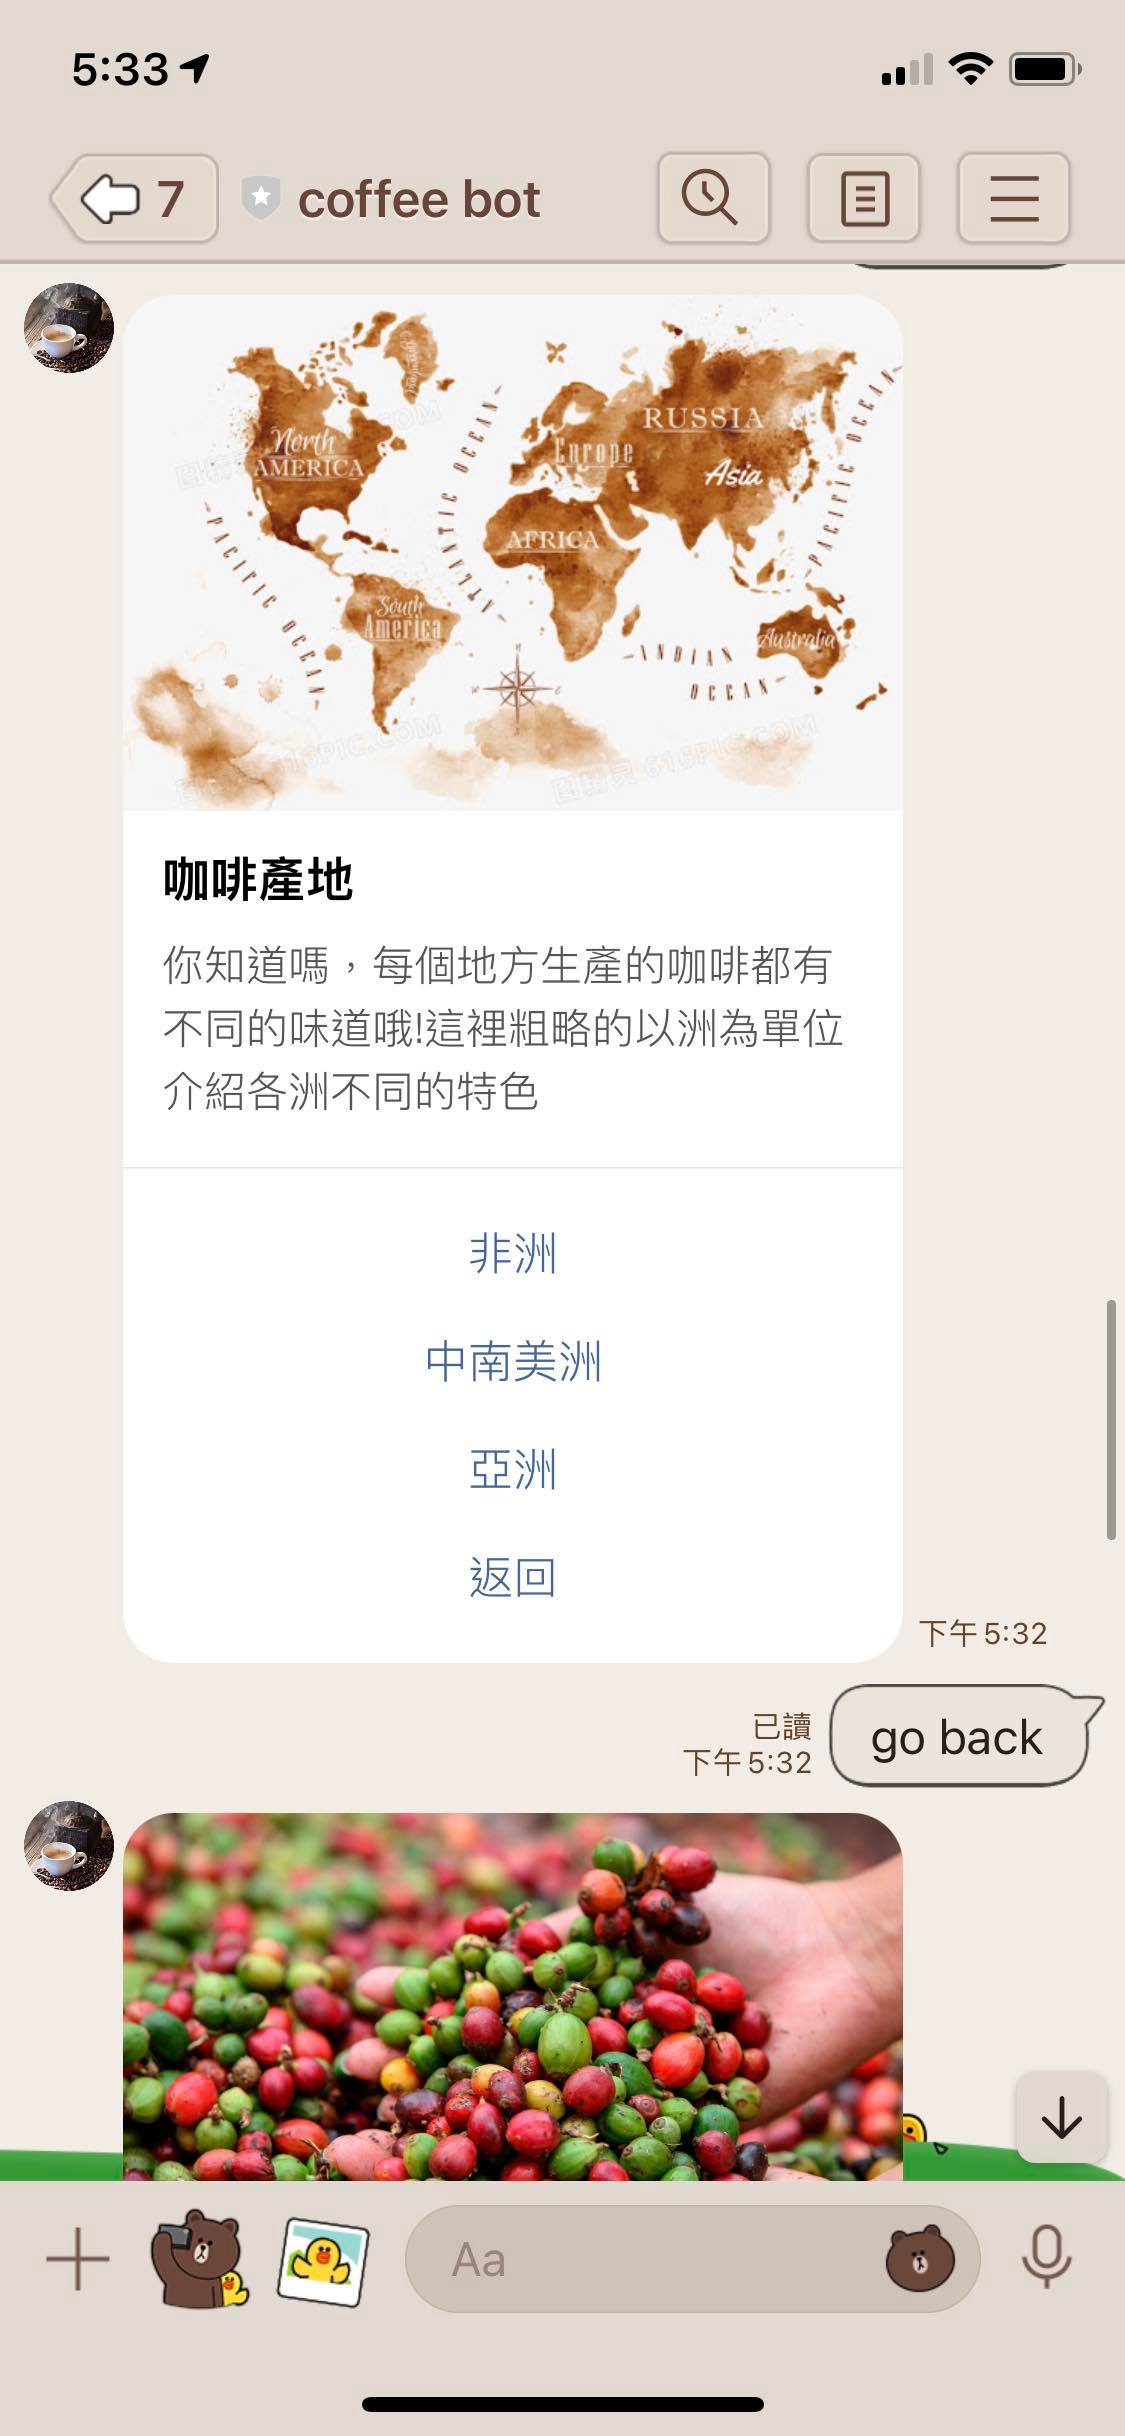 5:33
7
coffee bot
North
AMERICA
Europe
RUSSIA
Asia
AFRICA
South
America
Australia
PACIFIC OCEAN
ATLANTIC OCEAN
INDIAN
OCEAN
PACIFIC OCEAN
616PIC.COM
616PIC.COM
咖啡產地
你知道嗎，每個地方生產的咖啡都有
不同的味道哦!這裡粗略的以洲為單位
介紹各洲不同的特色
非洲
中南美洲
亞洲
返回
下午 5:32
已讀
下午 5:32
go back
Aa